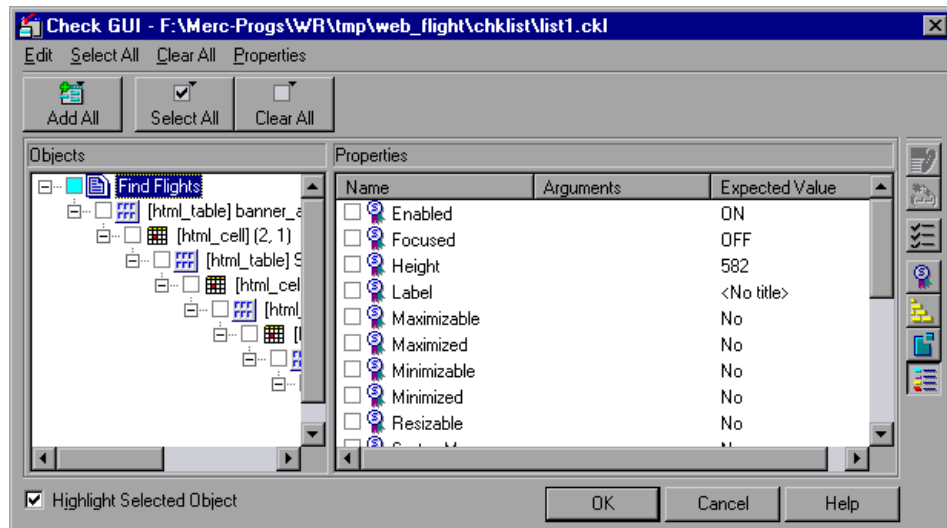 Check GUI - F:\Merc-Progs\WR\tmp\web_flight\chklist\list1.ckl
Edit Select All Clear All Properties
Add All Select All Clear All
Objects
Find Flights
[html_table] banner_a
[html_cell] (2, 1)
[html_table] S
[html_cel
[html_
Properties
Name Arguments Expected Value
Enabled ON
Focused OFF
Height 582
Label <No title>
Maximizable No
Maximized No
Minimizable No
Minimized No
Resizable No
Highlight Selected Object
OK Cancel Help